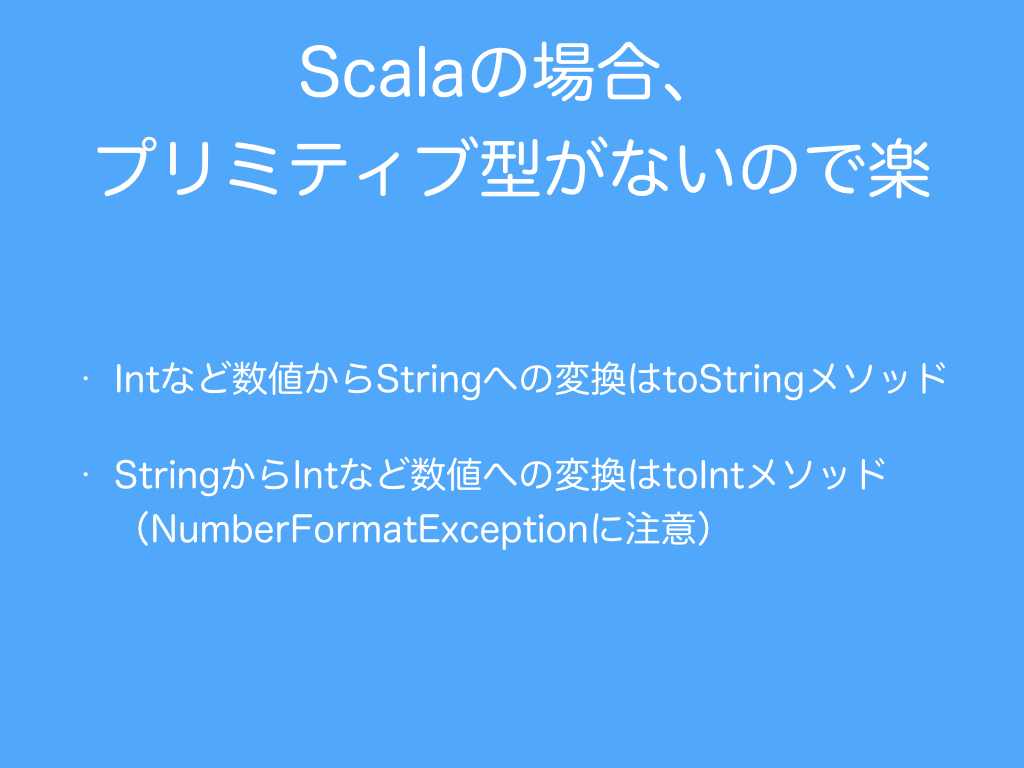 Scalaの場合、
プリミティブ型がないので楽
・ Intなど数値からStringへの変換はtoStringメソッド
・ StringからIntなど数値への変換はtoIntメソッド
（NumberFormatExceptionに注意）